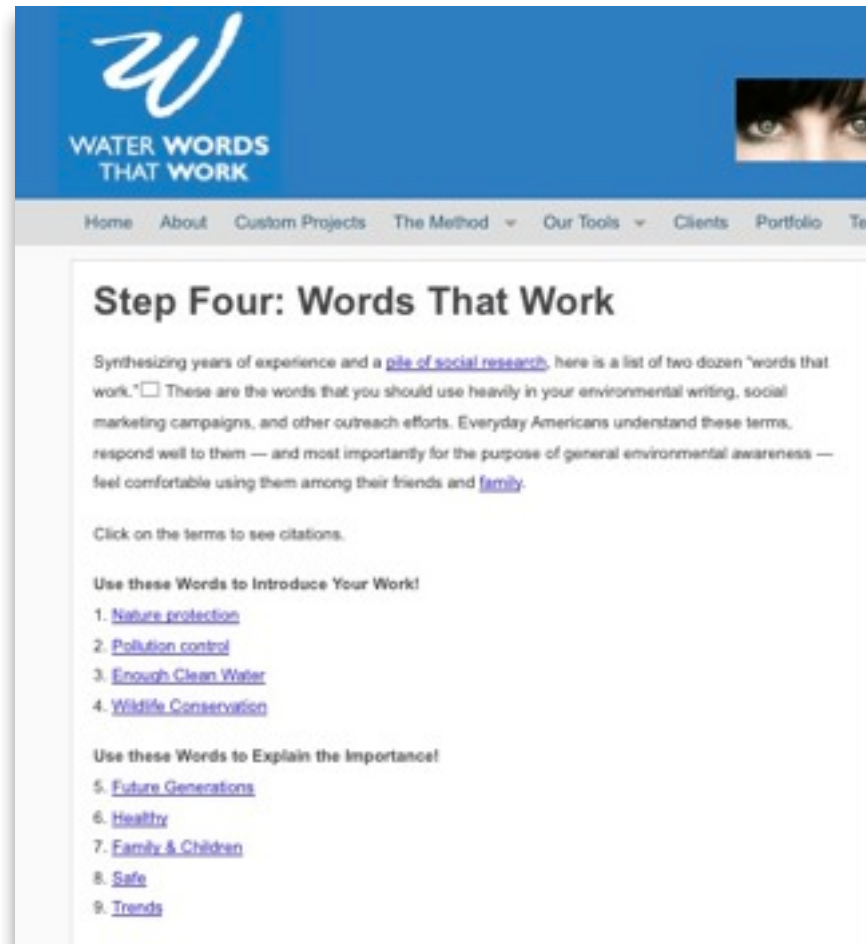 W
WATER WORDS
THAT WORK
Home About Custom Projects The Method Our Tools Clients Portfolio Te
Step Four: Words That Work
Synthesizing years of experience and a pile of social research, here is a list of two dozen "words that
work."□ These are the words that you should use heavily in your environmental writing, social
marketing campaigns, and other outreach efforts. Everyday Americans understand these terms,
respond well to them — and most importantly for the purpose of general environmental awareness —
feel comfortable using them among their friends and family.
Click on the terms to see citations.
Use these Words to Introduce Your Work!
1. Nature protection
2. Pollution control
3. Enough Clean Water
4. Wildlife Conservation
Use these Words to Explain the Importance!
5. Future Generations
6. Healthy
7. Family & Children
8. Safe
9. Trends